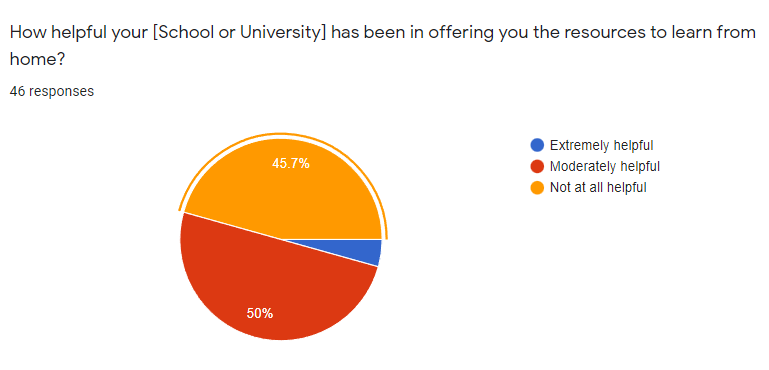 How helpful your [School or University] has been in offering you the resources to learn from
home?
46 responses
45.7%
50%
Extremely helpful
Moderately helpful
Not at all helpful